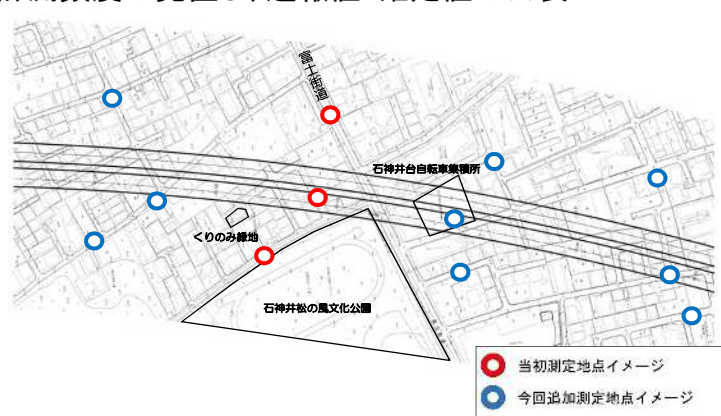 富士街道
石神井台自転車集積所
くりのみ緑地
石神井松の風文化公園
当初測定地点イメージ
今回追加測定地点イメージ